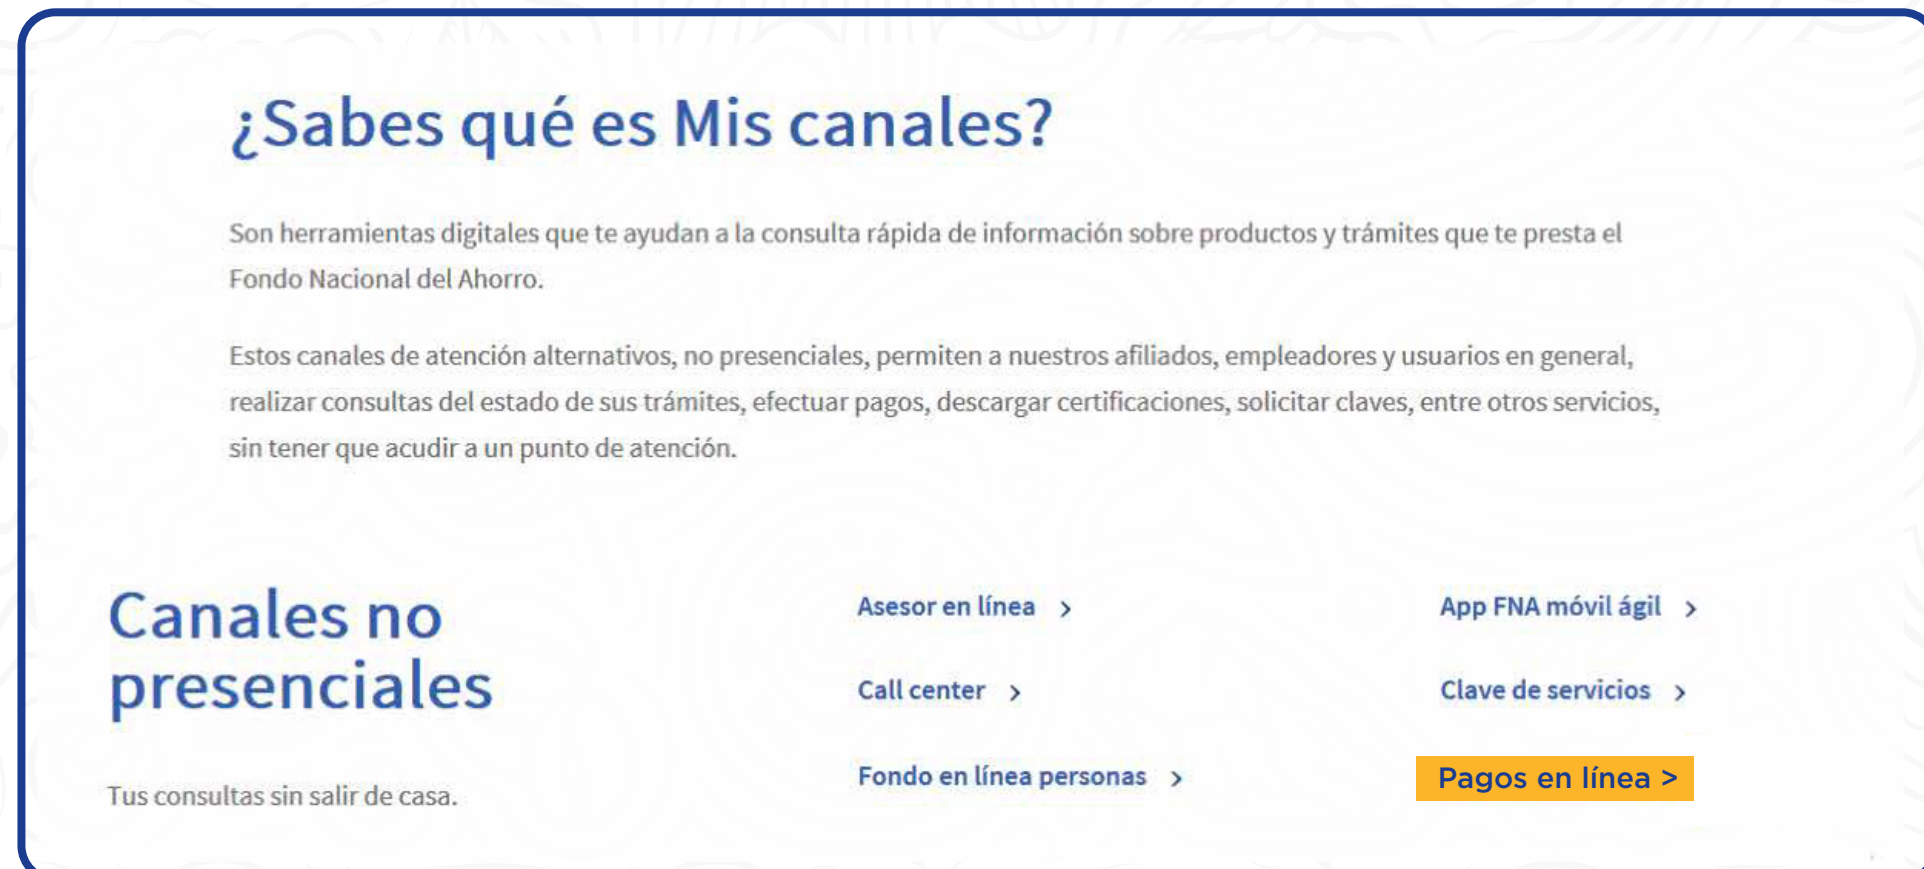 ¿Sabes qué es Mis canales?
Son herramientas digitales que te ayudan a la consulta rápida de información sobre productos y trámites que te presta el
Fondo Nacional del Ahorro.
Estos canales de atención alternativos, no presenciales, permiten a nuestros afiliados, empleadores y usuarios en general,
realizar consultas del estado de sus trámites, efectuar pagos, descargar certificaciones, solicitar claves, entre otros servicios,
sin tener que acudir a un punto de atención.
Canales no
presenciales
Tus consultas sin salir de casa.
Asesor en línea >
Call center >
Fondo en línea personas >
App FNA móvil ágil >
Clave de servicios >
Pagos en línea >